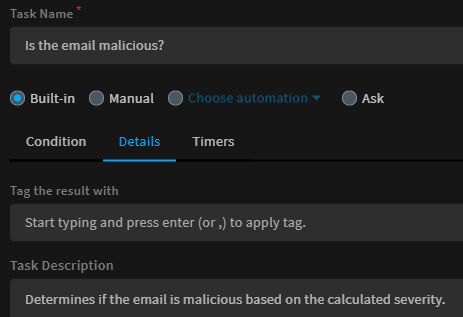 Task Name *
Is the email malicious?
Built-in Manual Choose automation Ask
Condition Details Timers
Tag the result with
Start typing and press enter (or ,) to apply tag.
Task Description
Determines if the email is malicious based on the calculated severity.